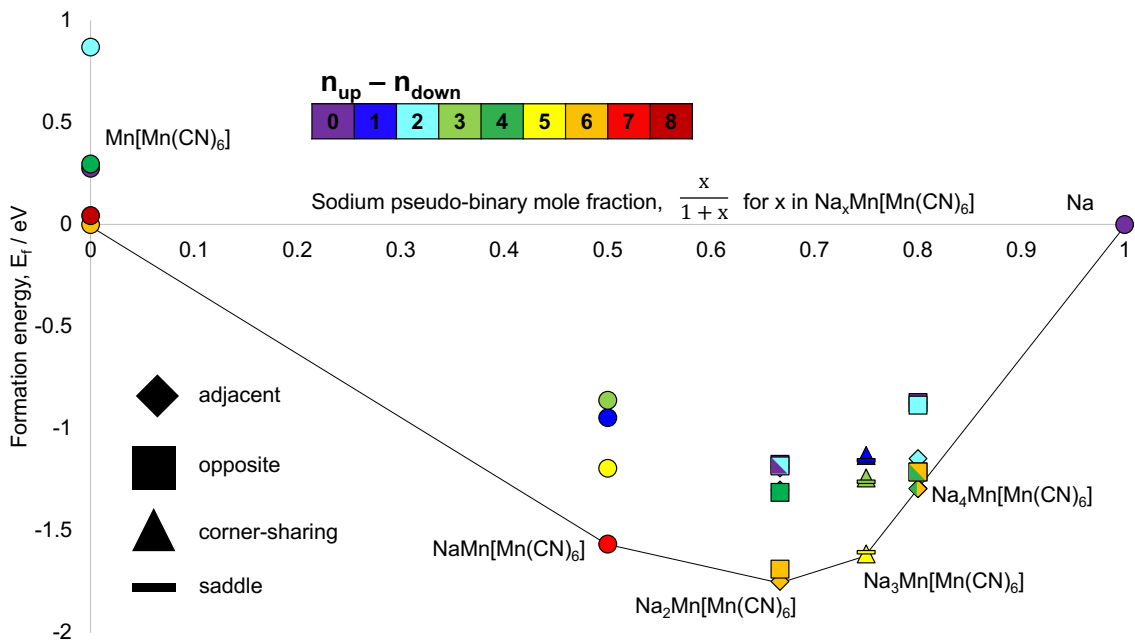 1
n_up – n_down
0 1 2 3 4 5 6 7 8
0.5
Mn[Mn(CN)₆]
Sodium pseudo-binary mole fraction, x/(1 + x) for x in NaₓMn[Mn(CN)₆]
Na
0
0 0.1 0.2 0.3 0.4 0.5 0.6 0.7 0.8 0.9 1
Formation energy, E_f / eV
-0.5
adjacent
-1
opposite
Na₄Mn[Mn(CN)₆]
corner-sharing
-1.5
NaMn[Mn(CN)₆]
saddle
Na₃Mn[Mn(CN)₆]
Na₂Mn[Mn(CN)₆]
-2